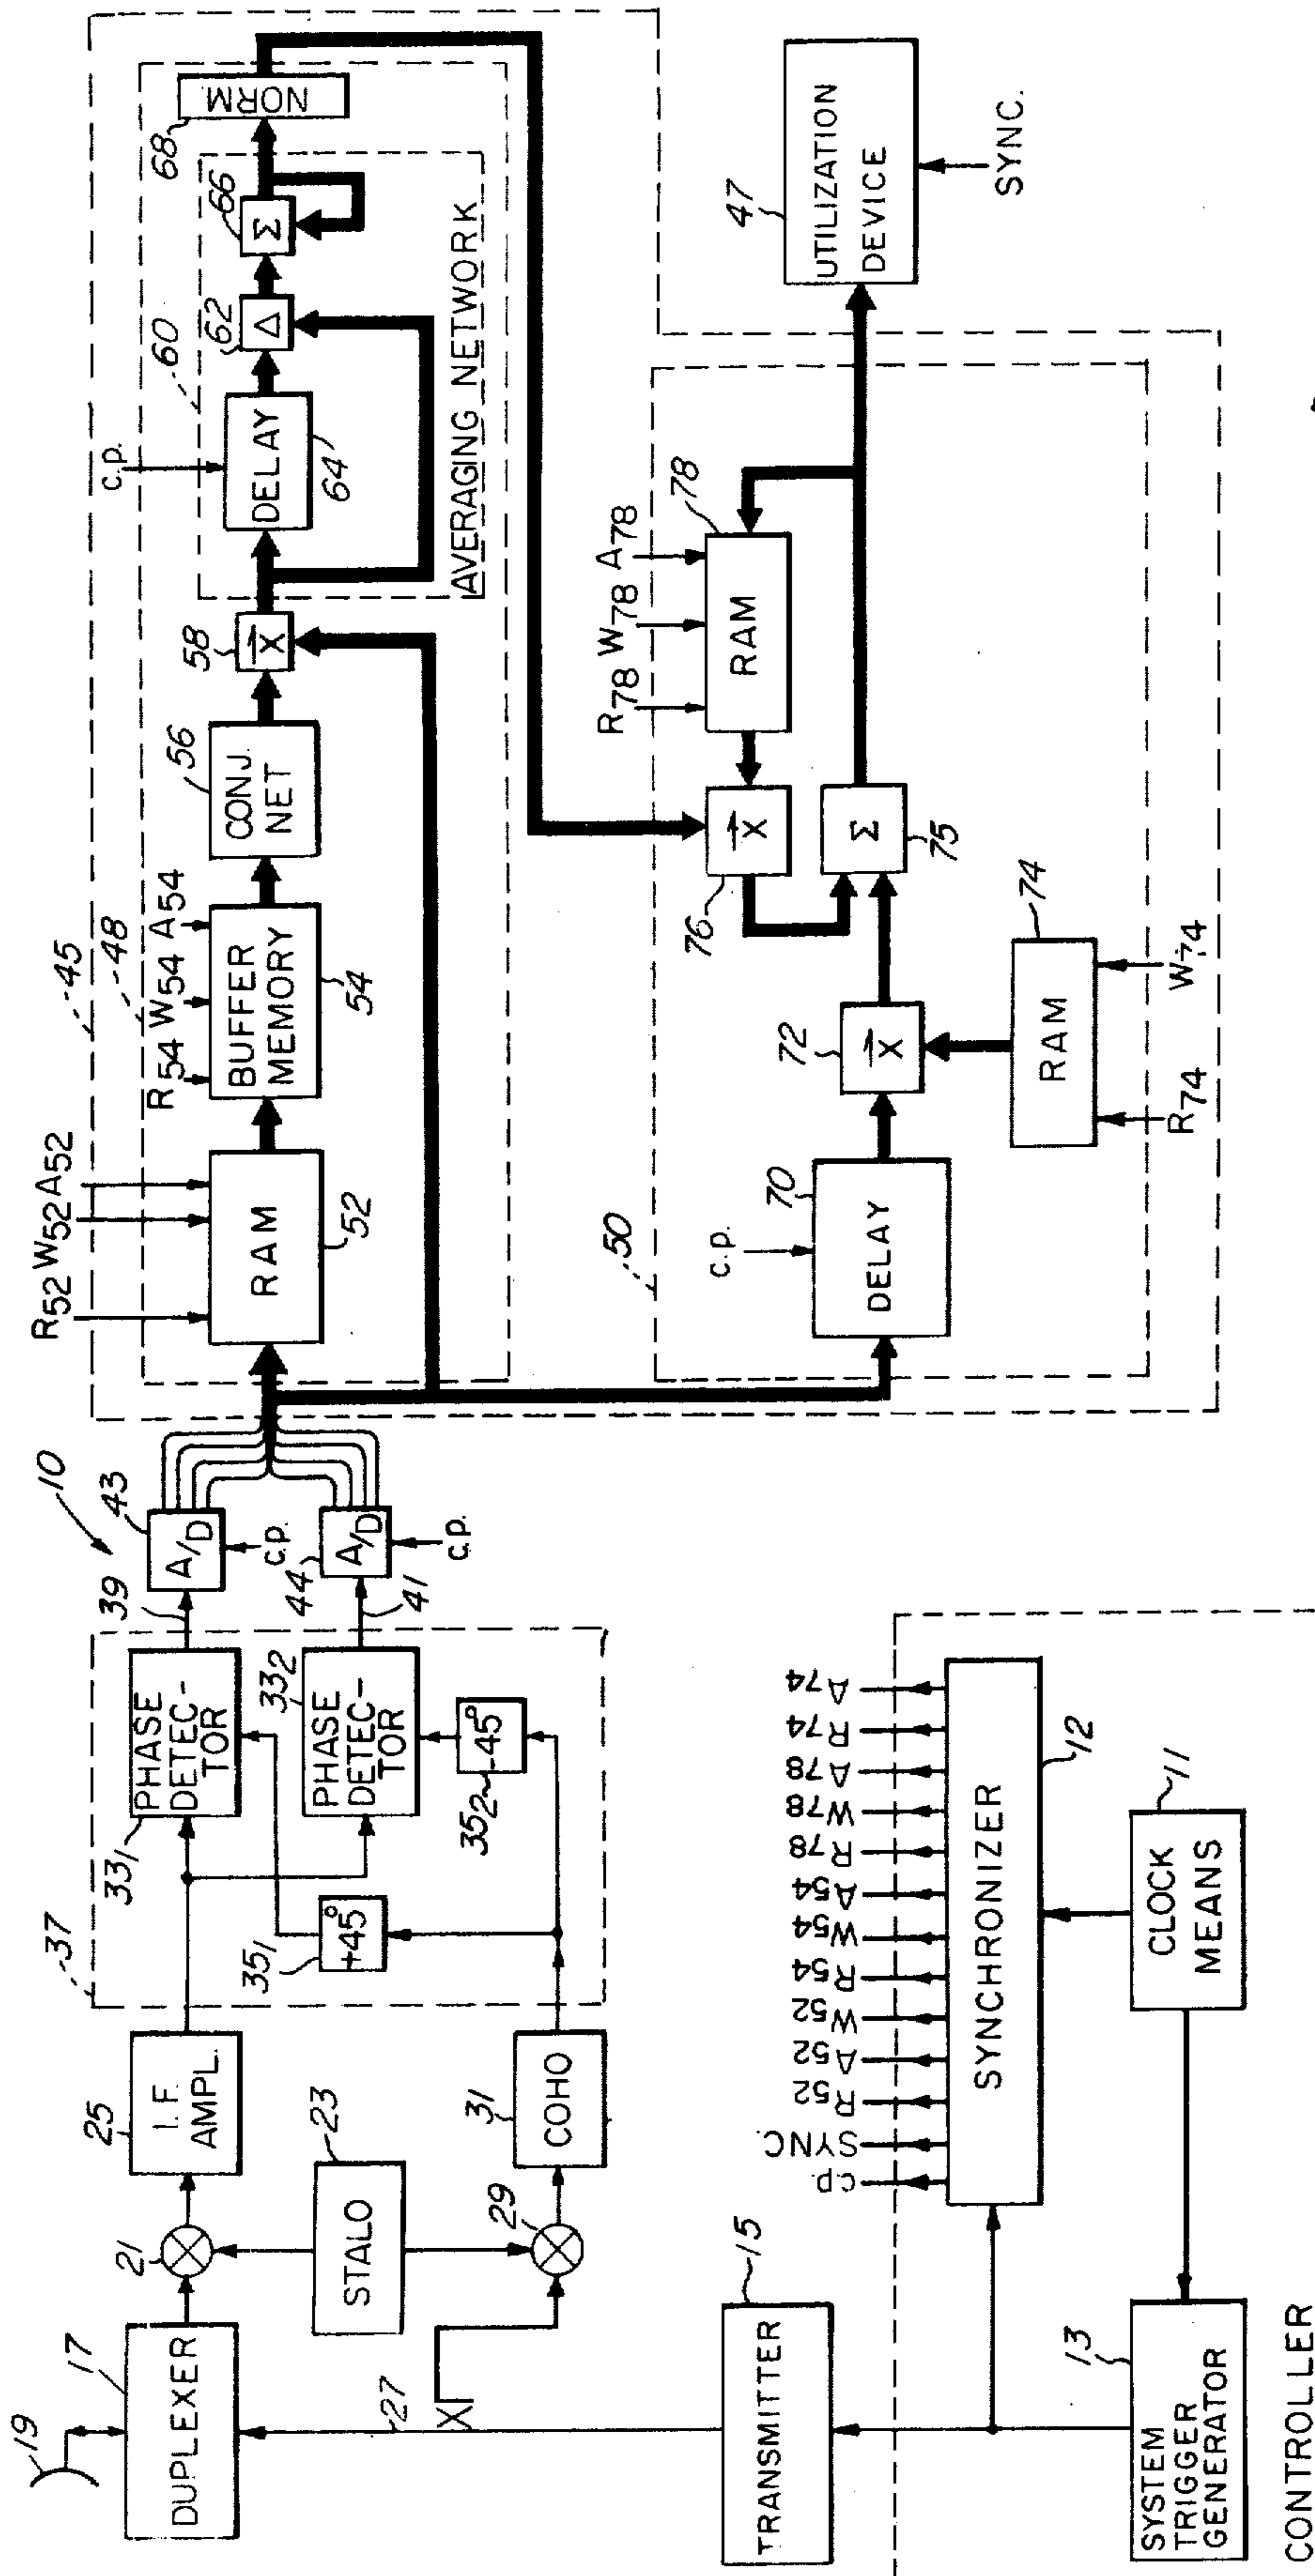 10
19
17
DUPLEXER
21
25
I.F.
AMPL.
23
STALO
27
X
29
31
COHO
37
33₁
PHASE
DETEC-
TOR
33₂
PHASE
DETEC-
TOR
35₁
+45°
35₂
-45°
39
41
43
A/D
c.p.
44
A/D
c.p.
15
TRANSMITTER
13
SYSTEM
TRIGGER
GENERATOR
CONTROLLER
11
CLOCK
MEANS
12
SYNCHRONIZER
c.p.
SYNC.
R52
A52
W52
R54
W54
A54
R78
W78
A78
R74
A74
45
48
R52 W52 A52
RAM
52
R54 W54 A54
BUFFER
MEMORY
54
56
CONJ.
NET
58
X
60
c.p.
DELAY
64
62
Δ
66
Σ
AVERAGING NETWORK
68
NORM.
50
c.p.
70
DELAY
72
X
74
RAM
R74
W74
75
Σ
76
X
R78 W78 A78
78
RAM
47
UTILIZATION
DEVICE
SYNC.